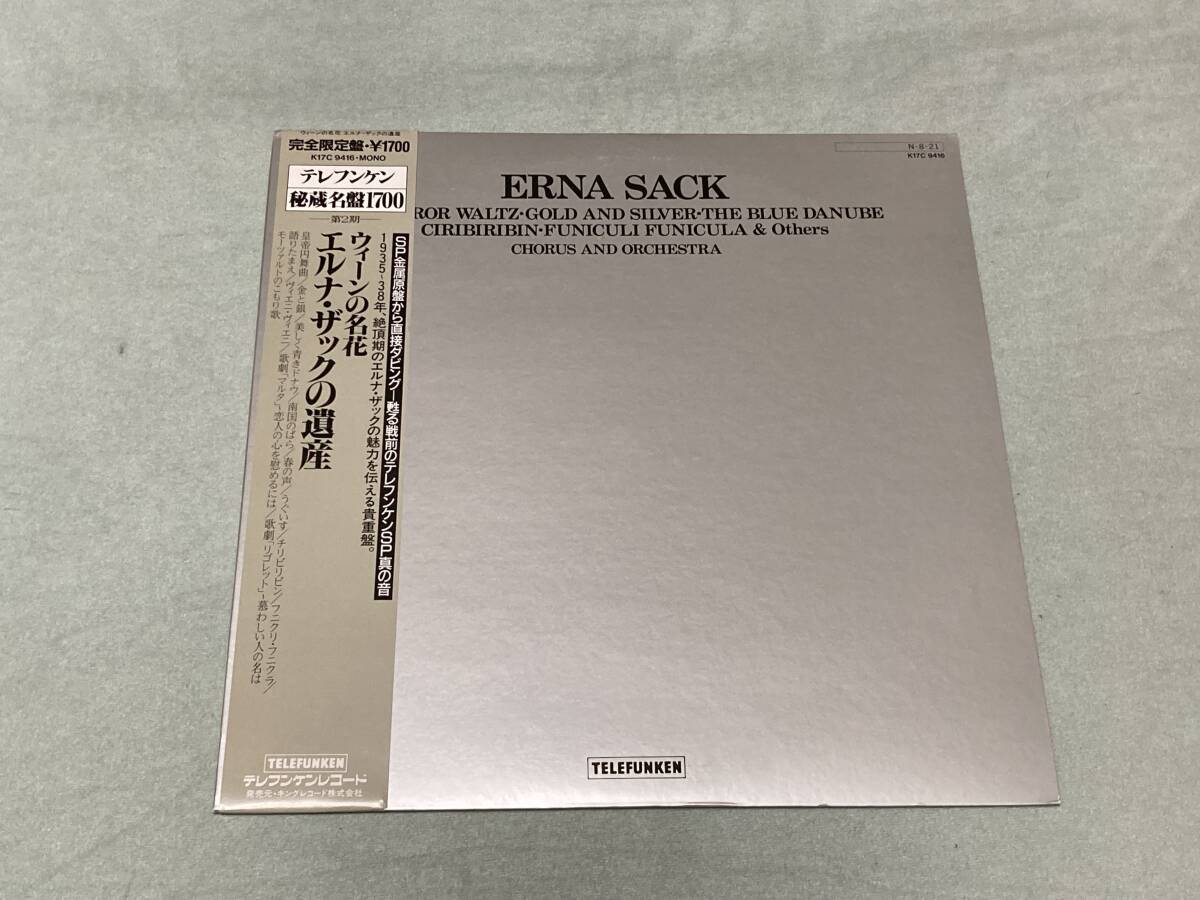 ウィーンの名花 エルナ・ザックの遺産
完全限定盤・¥1700
K17C 9416・MONO
テレフンケン
秘蔵名盤1700
第2期
SP金属原盤から直接ダビング—甦る戦前のテレフンケンSP真の音
1935~38年、絶頂期のエルナ・ザックの魅力を伝える貴重盤。
ウィーンの名花
エルナ・ザックの遺産
皇帝円舞曲/金と銀/美しく青きドナウ/南国のばら/春の声/うぐいす/チリビリビン/フニクリ・フニクラ/
語りたまえ/ヴィエニ・ヴィエニ/歌劇「マルタ」~恋人の心を慰めるには/歌劇「リゴレット」~慕わしい人の名は
モーツァルトのこもり歌
TELEFUNKEN
テレフンケンレコード
発売元・キングレコード株式会社
N-8-21
K17C 9416
ERNA SACK
ROR WALTZ・GOLD AND SILVER・THE BLUE DANUBE
CIRIBIRIBIN・FUNICULI FUNICULA & Others
CHORUS AND ORCHESTRA
TELEFUNKEN